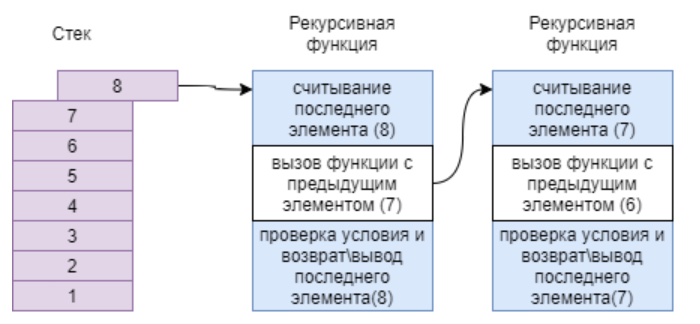 Стек
8
7
6
5
4
3
2
1
Рекурсивная
функция
считывание
последнего
элемента (8)
вызов функции с
предыдущим
элементом (7)
проверка условия и
возврат\вывод
последнего
элемента(8)
Рекурсивная
функция
считывание
последнего
элемента (7)
вызов функции с
предыдущим
элементом (6)
проверка условия и
возврат\вывод
последнего
элемента(7)